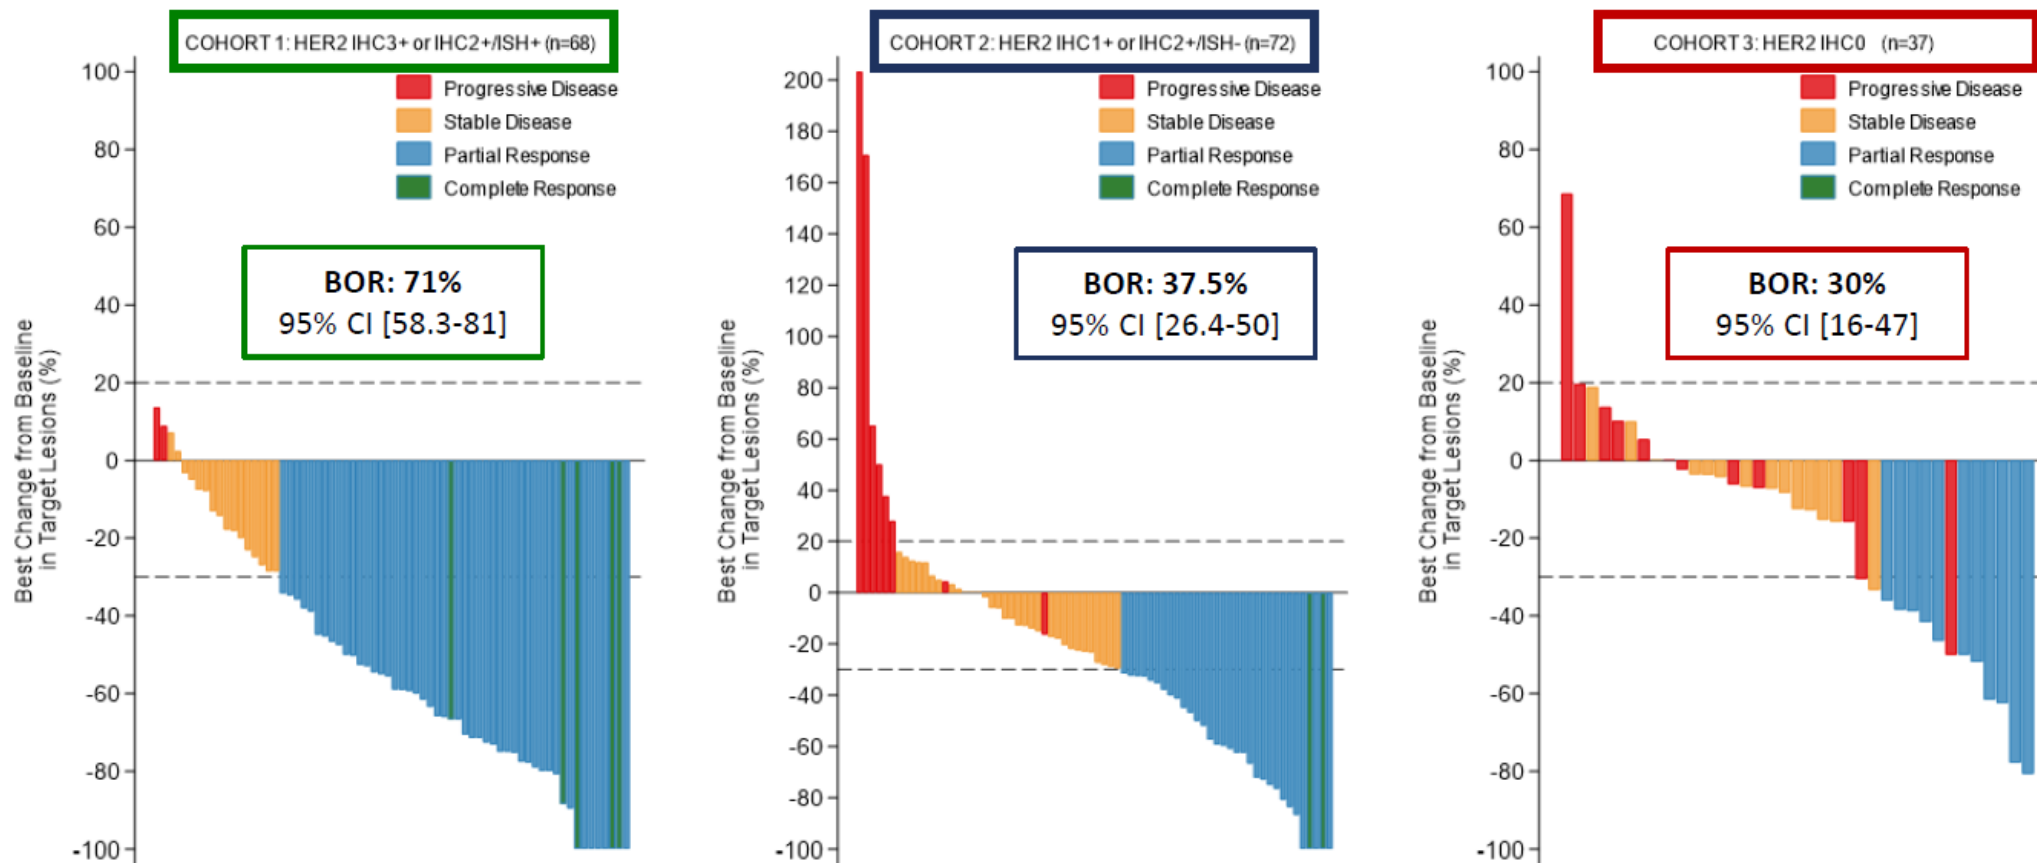 COHORT 1: HER2 IHC3+ or IHC2+/ISH+ (n=68)
Progressive Disease
Stable Disease
Partial Response
Complete Response
BOR: 71%
95% CI [58.3-81]
Best Change from Baseline
in Target Lesions (%)
100
80
60
40
20
0
-20
-40
-60
-80
-100
COHORT 2: HER2 IHC1+ or IHC2+/ISH- (n=72)
Progressive Disease
Stable Disease
Partial Response
Complete Response
BOR: 37.5%
95% CI [26.4-50]
Best Change from Baseline
in Target Lesions (%)
200
180
160
140
120
100
80
60
40
20
0
-20
-40
-60
-80
-100
COHORT 3: HER2 IHC0 (n=37)
Progressive Disease
Stable Disease
Partial Response
Complete Response
BOR: 30%
95% CI [16-47]
Best Change from Baseline
in Target Lesions (%)
100
80
60
40
20
0
-20
-40
-60
-80
-100